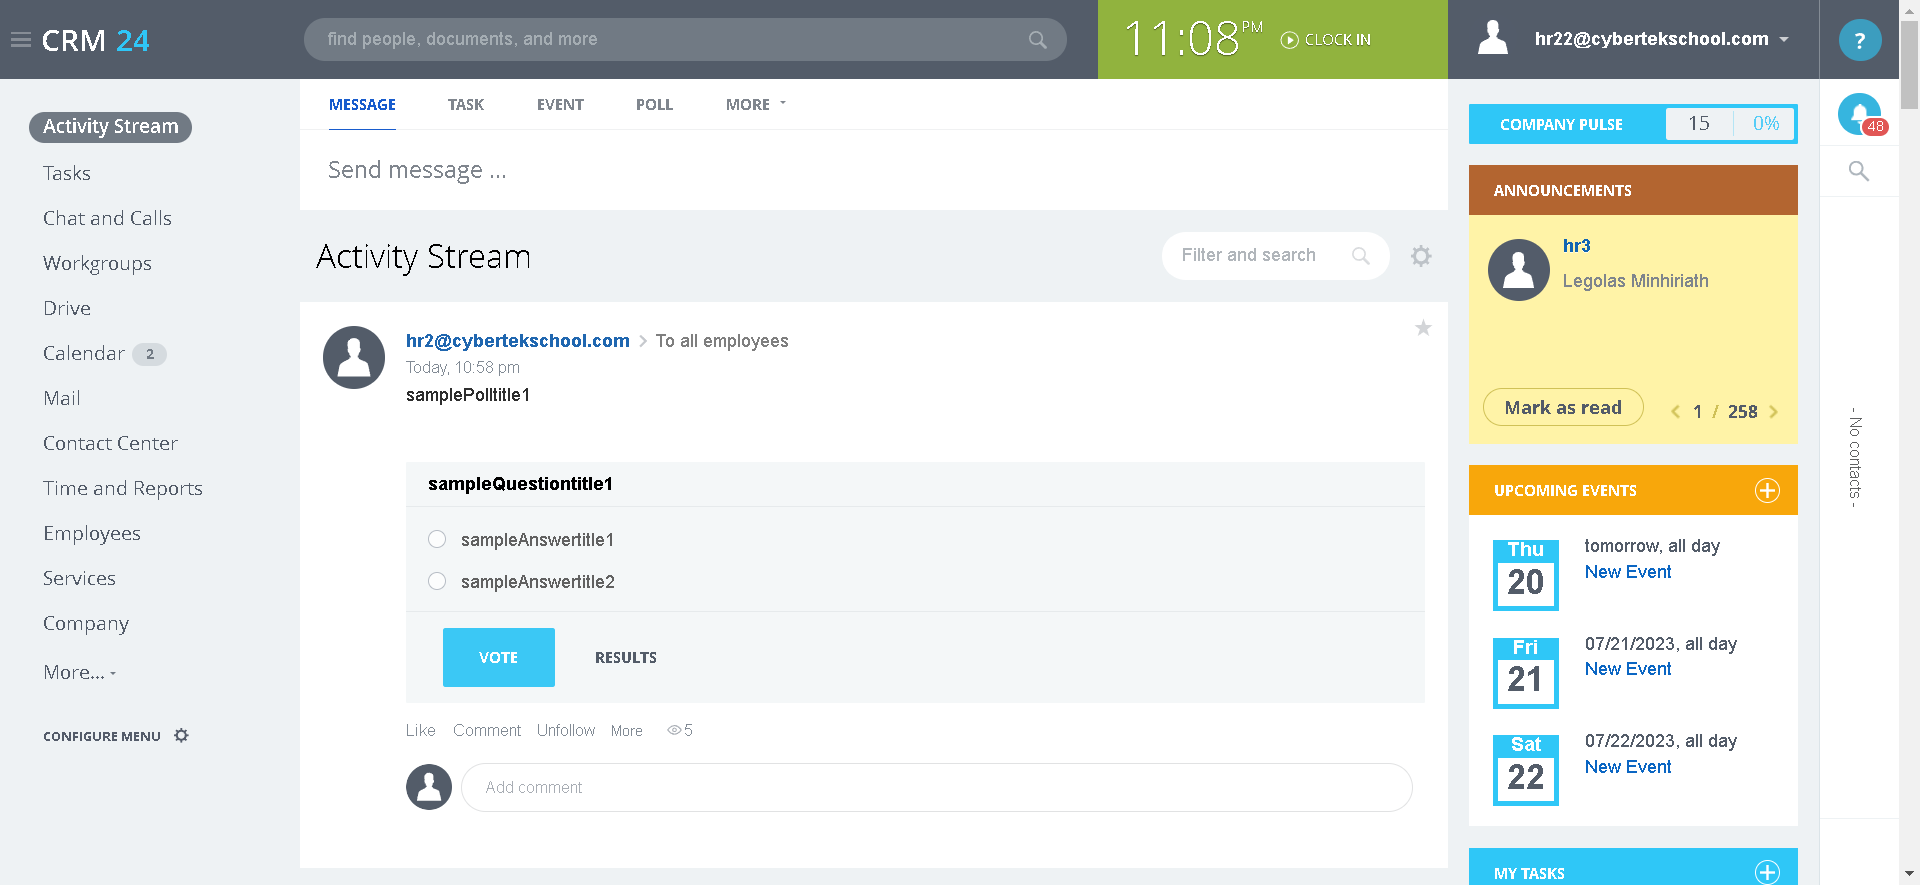 CRM 24
find people, documents, and more
11:08 PM
CLOCK IN
hr22@cybertekschool.com
?
Activity Stream
Tasks
Chat and Calls
Workgroups
Drive
Calendar 2
Mail
Contact Center
Time and Reports
Employees
Services
Company
More...
CONFIGURE MENU
MESSAGE TASK EVENT POLL MORE
Send message ...
Activity Stream
Filter and search
hr2@cybertekschool.com To all employees
Today, 10:58 pm
samplePolltitle1
sampleQuestiontitle1
sampleAnswertitle1
sampleAnswertitle2
VOTE RESULTS
Like Comment Unfollow More 5
Add comment
COMPANY PULSE 15 0%
ANNOUNCEMENTS
hr3
Legolas Minhiriath
Mark as read 1 / 258
UPCOMING EVENTS
Thu
20
tomorrow, all day
New Event
Fri
21
07/21/2023, all day
New Event
Sat
22
07/22/2023, all day
New Event
MY TASKS
48
- No contacts -